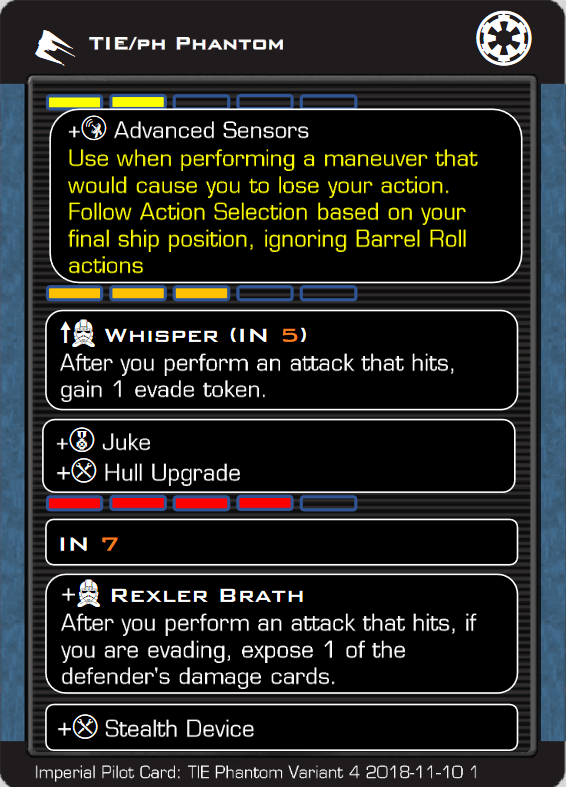 TIE/PH PHANTOM
+ Advanced Sensors
Use when performing a maneuver that
would cause you to lose your action.
Follow Action Selection based on your
final ship position, ignoring Barrel Roll
actions
WHISPER (IN 5)
After you perform an attack that hits,
gain 1 evade token.
+ Juke
+ Hull Upgrade
IN 7
+ REXLER BRATH
After you perform an attack that hits, if
you are evading, expose 1 of the
defender's damage cards.
+ Stealth Device
Imperial Pilot Card: TIE Phantom Variant 4 2018-11-10 1